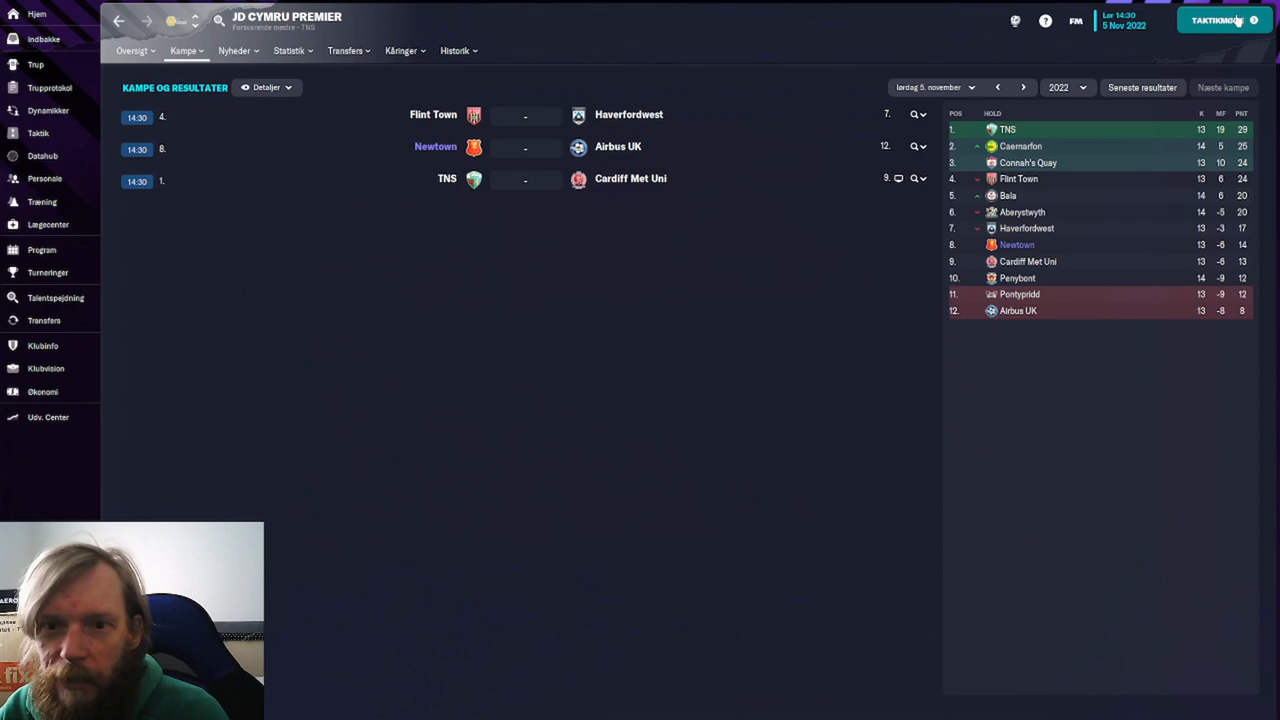 Hjem
Indbakke
Trup
Trupprotokol
Dynamikker
Taktik
Datahub
Personale
Træning
Lægecenter
Program
Turneringer
Talentspejdning
Transfers
Klubinfo
Klubvision
Økonomi
Udv. Center
JD CYMRU PREMIER
Forsvarende mestre - TNS
FM
Lør 14:30
5 Nov 2022
Oversigt
Kampe
Nyheder
Statistik
Transfers
Kåringer
Historik
KAMPE OG RESULTATER
Detaljer
lørdag 5. november
2022
Seneste resultater
Næste kampe
14:30 4. Flint Town - Haverfordwest 7.
14:30 8. Newtown - Airbus UK 12.
14:30 1. TNS - Cardiff Met Uni 9.
POS HOLD K MF PNT
1. TNS 13 19 29
2. Caernarfon 14 5 25
3. Connah's Quay 13 10 24
4. Flint Town 13 6 24
5. Bala 14 6 20
6. Aberystwyth 14 -5 20
7. Haverfordwest 13 -3 17
8. Newtown 13 -6 14
9. Cardiff Met Uni 13 -6 13
10. Penybont 14 -9 12
11. Pontypridd 13 -9 12
12. Airbus UK 13 -8 8
fix